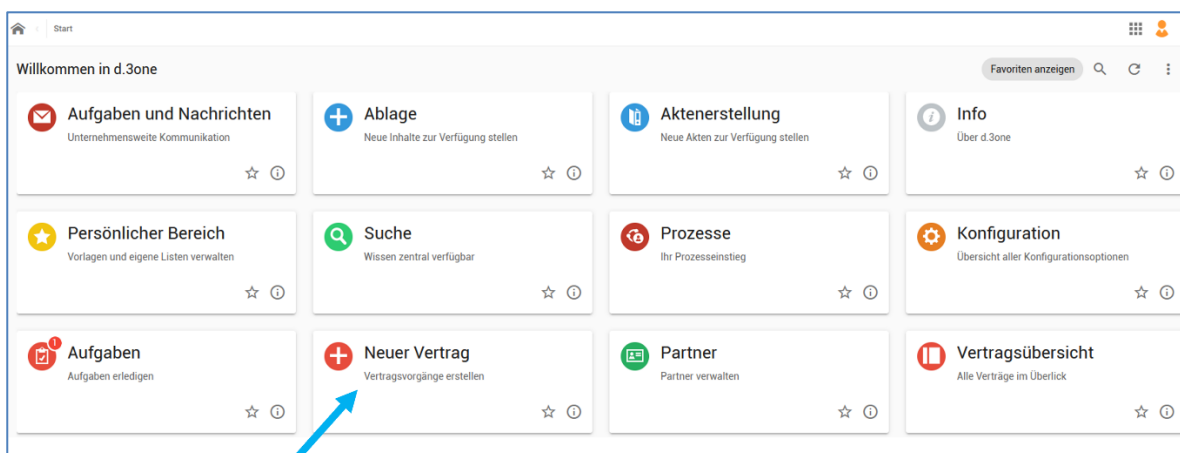 Start
Willkommen in d.3one
Favoriten anzeigen
Aufgaben und Nachrichten
Unternehmensweite Kommunikation
Ablage
Neue Inhalte zur Verfügung stellen
Aktenerstellung
Neue Akten zur Verfügung stellen
Info
Über d.3one
Persönlicher Bereich
Vorlagen und eigene Listen verwalten
Suche
Wissen zentral verfügbar
Prozesse
Ihr Prozesseinstieg
Konfiguration
Übersicht aller Konfigurationsoptionen
1
Aufgaben
Aufgaben erledigen
Neuer Vertrag
Vertragsvorgänge erstellen
Partner
Partner verwalten
Vertragsübersicht
Alle Verträge im Überlick